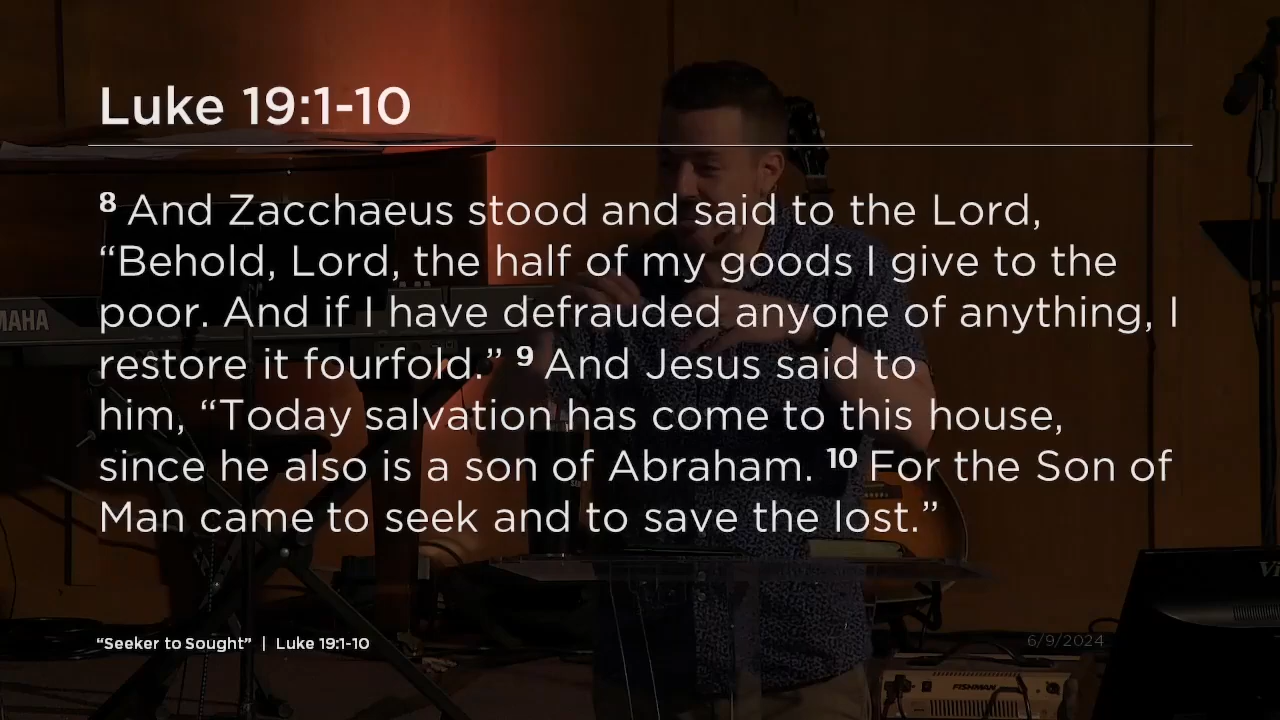 Luke 19:1-10
8 And Zacchaeus stood and said to the Lord,
“Behold, Lord, the half of my goods I give to the
poor. And if I have defrauded anyone of anything, I
restore it fourfold.” 9 And Jesus said to
him, “Today salvation has come to this house,
since he also is a son of Abraham. 10 For the Son of
Man came to seek and to save the lost.”
“Seeker to Sought” | Luke 19:1-10
6/9/2024
FISHMAN